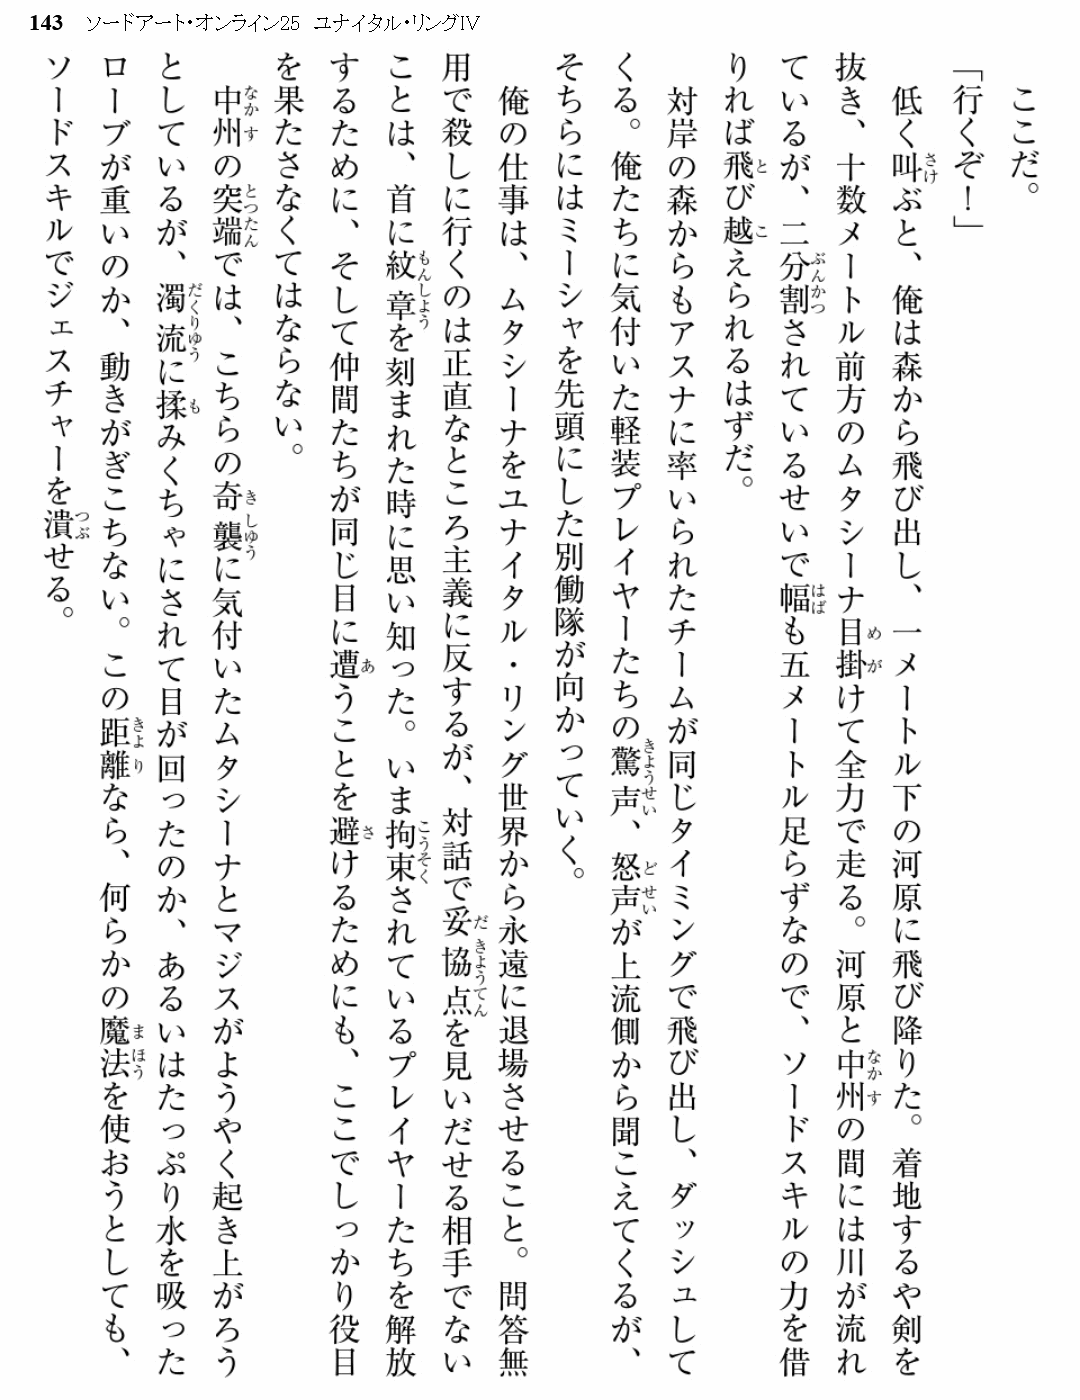 143 ソードアート・オンライン25 ユナイタル・リングIV
ここだ。
「行くぞ！」
低く叫ぶと、俺は森から飛び出し、一メートル下の河原に飛び降りた。着地するや剣を
抜き、十数メートル前方のムタシーナ目掛けて全力で走る。河原と中州の間には川が流れ
ているが、二分割されているせいで幅も五メートル足らずなので、ソードスキルの力を借
りれば飛び越えられるはずだ。
対岸の森からもアスナに率いられたチームが同じタイミングで飛び出し、ダッシュして
くる。俺たちに気付いた軽装プレイヤーたちの驚声、怒声が上流側から聞こえてくるが、
そちらにはミーシャを先頭にした別働隊が向かっていく。
俺の仕事は、ムタシーナをユナイタル・リング世界から永遠に退場させること。問答無
用で殺しに行くのは正直なところ主義に反するが、対話で妥協点を見いだせる相手でない
ことは、首に紋章を刻まれた時に思い知った。いま拘束されているプレイヤーたちを解放
するために、そして仲間たちが同じ目に遭うことを避けるためにも、ここでしっかり役目
を果たさなくてはならない。
中州の突端では、こちらの奇襲に気付いたムタシーナとマジスがようやく起き上がろう
としているが、濁流に揉みくちゃにされて目が回ったのか、あるいはたっぷり水を吸った
ローブが重いのか、動きがぎこちない。この距離なら、何らかの魔法を使おうとしても、
ソードスキルでジェスチャーを潰せる。